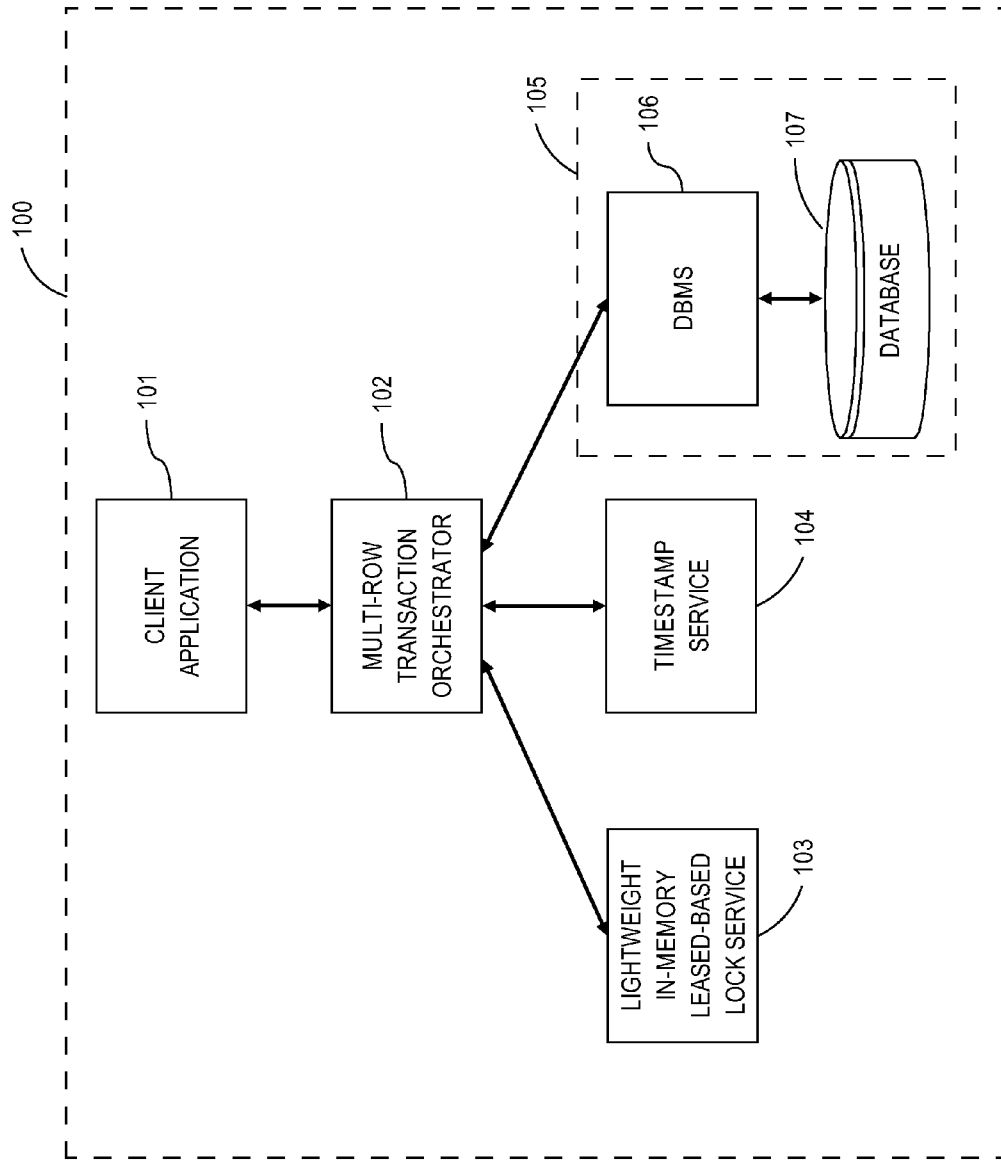 100
CLIENT
APPLICATION
101
MULTI-ROW
TRANSACTION
ORCHESTRATOR
102
LIGHTWEIGHT
IN-MEMORY
LEASED-BASED
LOCK SERVICE
103
TIMESTAMP
SERVICE
104
105
DBMS
106
DATABASE
107